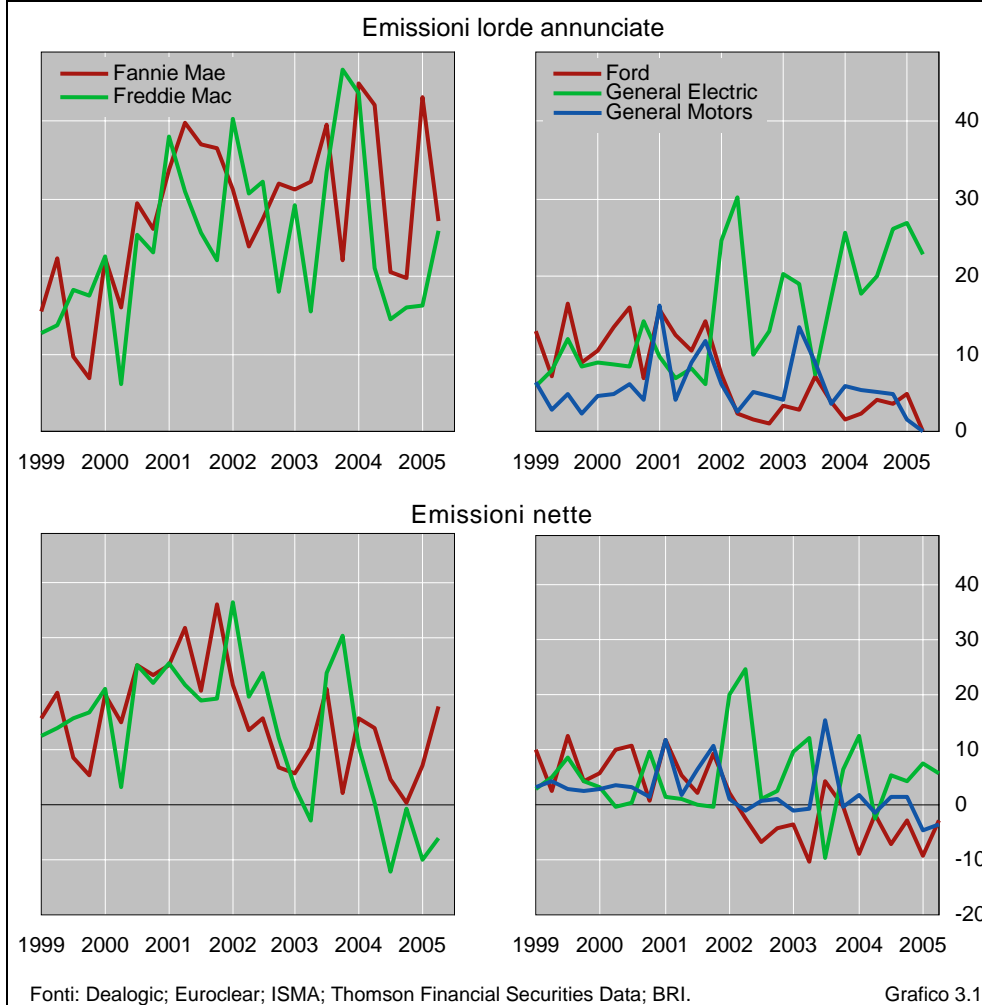 Emissioni lorde annunciate
Fannie Mae
Freddie Mac
Ford
General Electric
General Motors
40
30
20
10
0
1999 2000 2001 2002 2003 2004 2005
1999 2000 2001 2002 2003 2004 2005
Emissioni nette
40
30
20
10
0
-10
-20
1999 2000 2001 2002 2003 2004 2005
1999 2000 2001 2002 2003 2004 2005
Fonti: Dealogic; Euroclear; ISMA; Thomson Financial Securities Data; BRI. Grafico 3.1